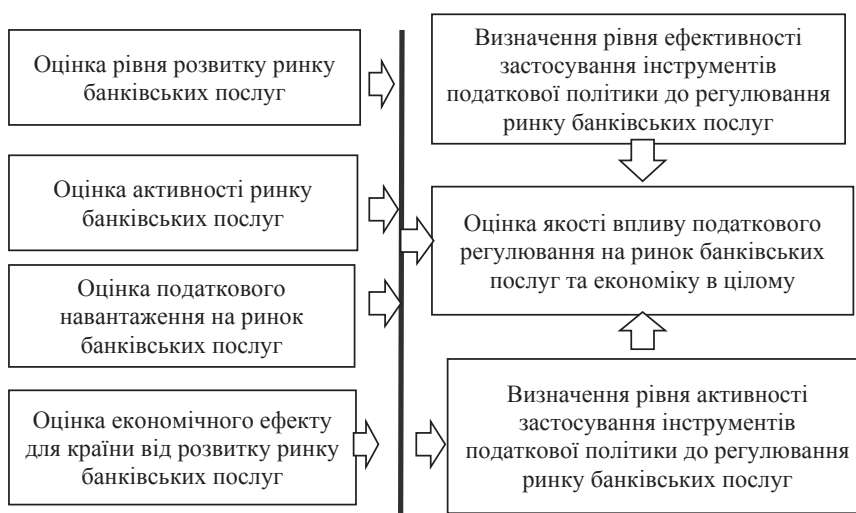 Оцінка рівня розвитку ринку
банківських послуг
Оцінка активності ринку
банківських послуг
Оцінка податкового
навантаження на ринок
банківських послуг
Оцінка економічного ефекту
для країни від розвитку ринку
банківських послуг
Визначення рівня ефективності
застосування інструментів
податкової політики до регулювання
ринку банківських послуг
Оцінка якості впливу податкового
регулювання на ринок банківських
послуг та економіку в цілому
Визначення рівня активності
застосування інструментів
податкової політики до регулювання
ринку банківських послуг